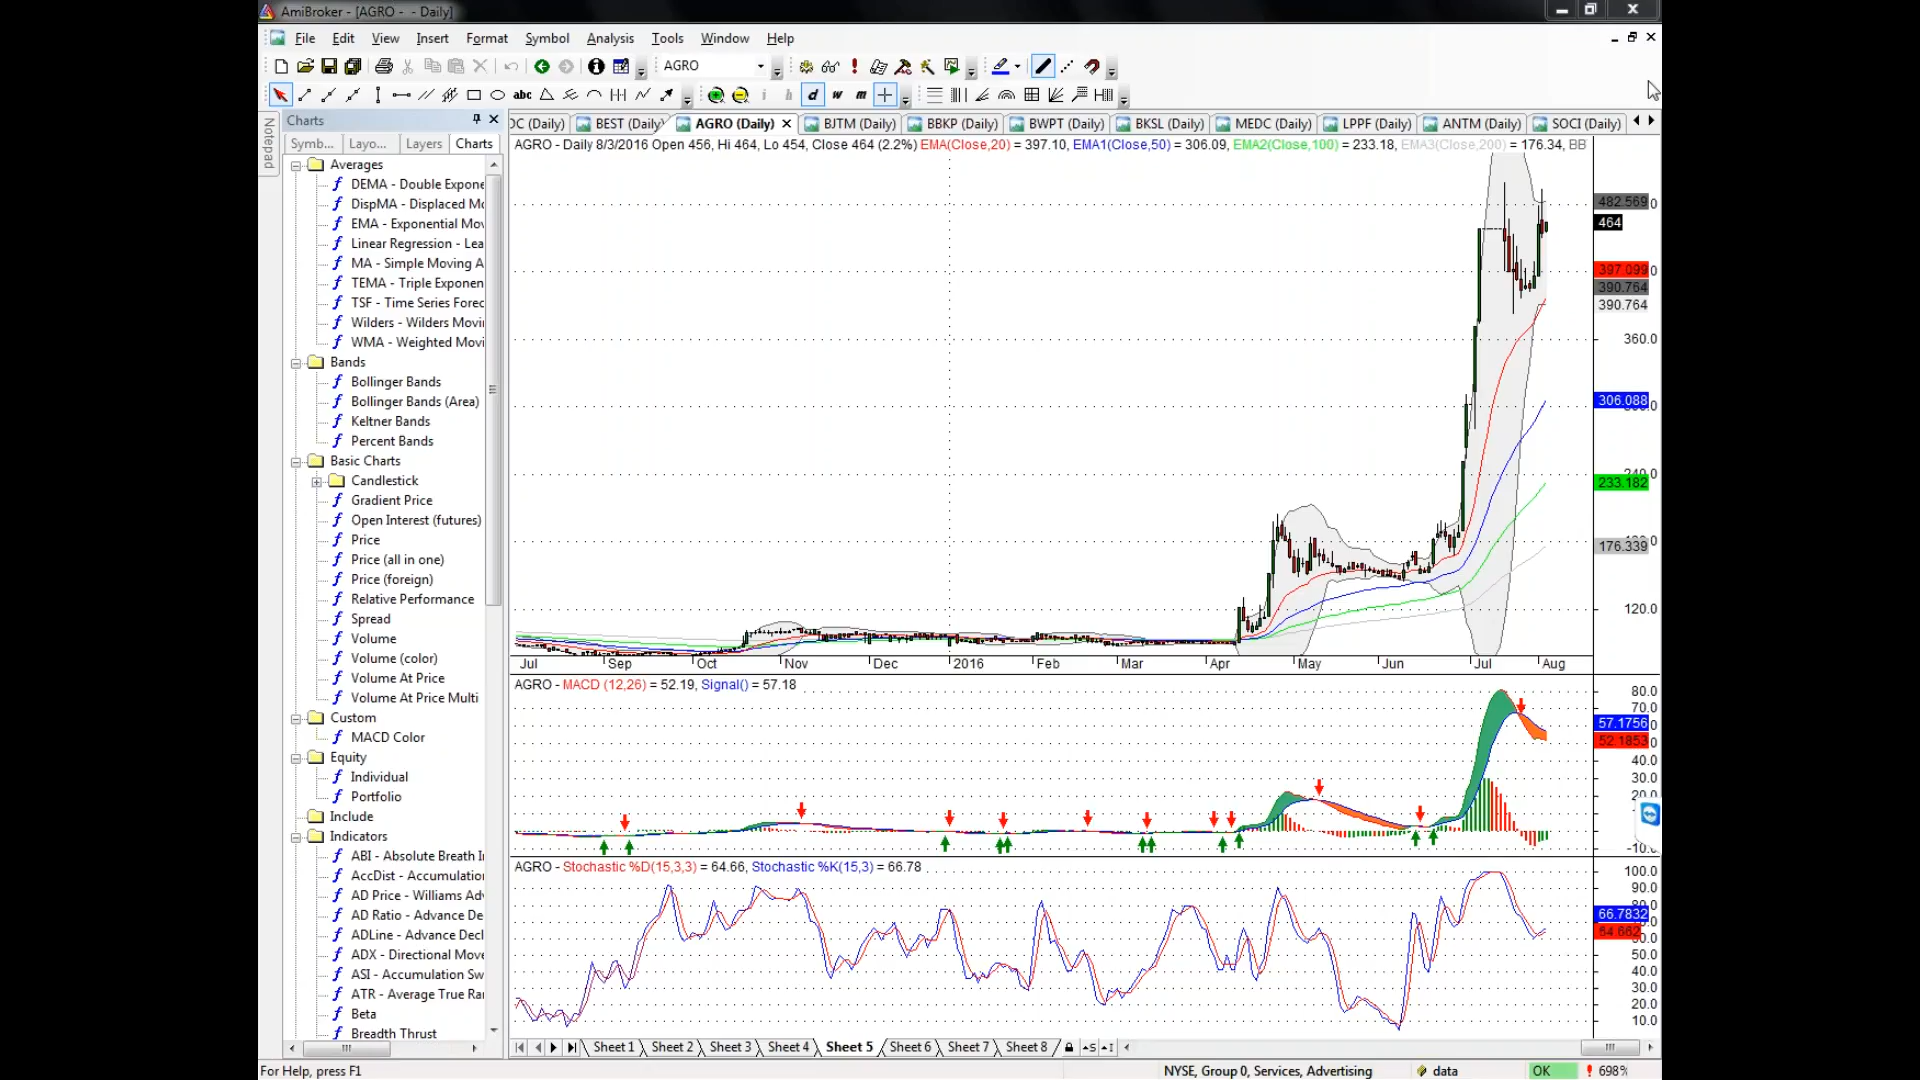 AmiBroker - [AGRO - - Daily]
File Edit View Insert Format Symbol Analysis Tools Window Help
AGRO
abc i h d w m
Notepad
Charts
Symb... Layo... Layers Charts
Averages
DEMA - Double Expone
DispMA - Displaced Mo
EMA - Exponential Mov
Linear Regression - Lea
MA - Simple Moving A
TEMA - Triple Exponen
TSF - Time Series Forec
Wilders - Wilders Movi
WMA - Weighted Movi
Bands
Bollinger Bands
Bollinger Bands (Area)
Keltner Bands
Percent Bands
Basic Charts
Candlestick
Gradient Price
Open Interest (futures)
Price
Price (all in one)
Price (foreign)
Relative Performance
Spread
Volume
Volume (color)
Volume At Price
Volume At Price Multi
Custom
MACD Color
Equity
Individual
Portfolio
Include
Indicators
ABI - Absolute Breath I
AccDist - Accumulation
AD Price - Williams Adv
AD Ratio - Advance De
ADLine - Advance Decl
ADX - Directional Move
ASI - Accumulation Sw
ATR - Average True Ra
Beta
Breadth Thrust
DC (Daily) BEST (Daily) AGRO (Daily) BJTM (Daily) BBKP (Daily) BWPT (Daily) BKSL (Daily) MEDC (Daily) LPPF (Daily) ANTM (Daily) SOCI (Daily)
AGRO - Daily 8/3/2016 Open 456, Hi 464, Lo 454, Close 464 (2.2%) EMA(Close,20) = 397.10, EMA1(Close,50) = 306.09, EMA2(Close,100) = 233.18, EMA3(Close,200) = 176.34, BB
482.569
464
397.099
390.764
390.764
360.0
306.088
240.0
233.182
176.339
120.0
Jul Sep Oct Nov Dec 2016 Feb Mar Apr May Jun Jul Aug
AGRO - MACD (12,26) = 52.19, Signal() = 57.18
80.0
70.0
57.1756
52.1853
40.0
30.0
20.0
-10.0
AGRO - Stochastic %D(15,3,3) = 64.66, Stochastic %K(15,3) = 66.78
100.0
90.0
66.7832
64.662
50.0
40.0
30.0
20.0
10.0
Sheet 1 Sheet 2 Sheet 3 Sheet 4 Sheet 5 Sheet 6 Sheet 7 Sheet 8
For Help, press F1
NYSE, Group 0, Services, Advertising data OK 698%